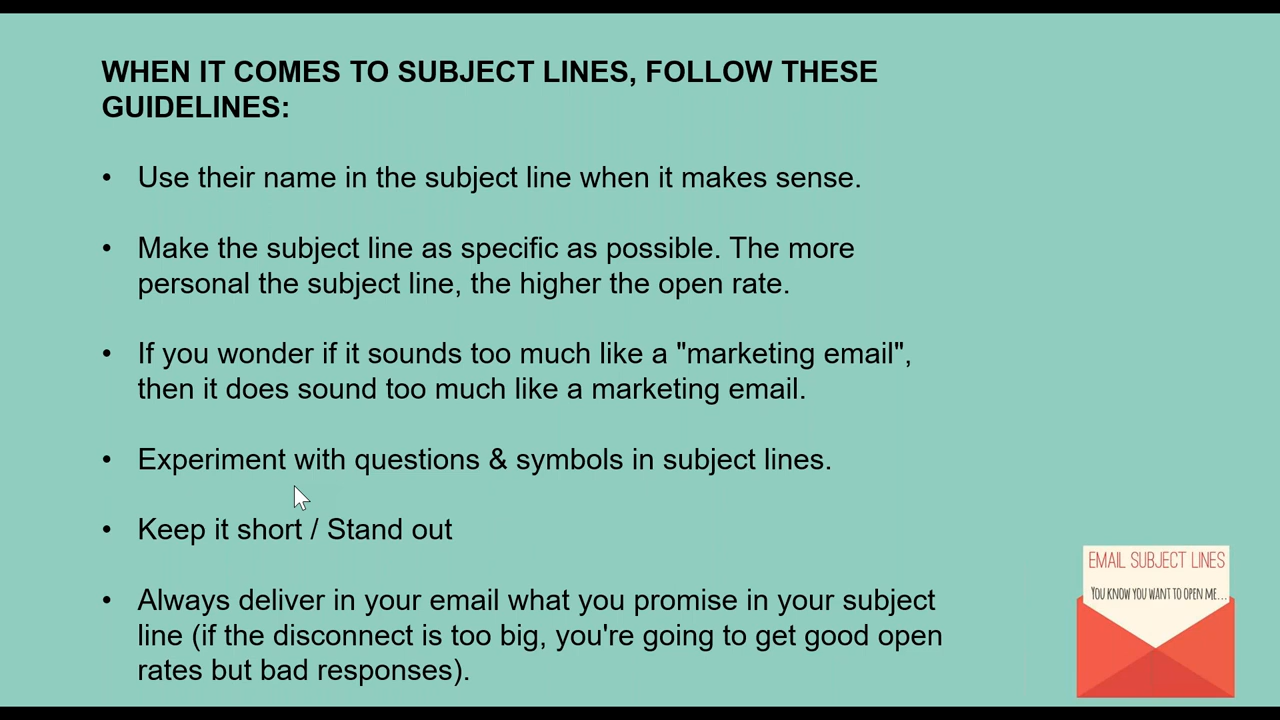 WHEN IT COMES TO SUBJECT LINES, FOLLOW THESE
GUIDELINES:
• Use their name in the subject line when it makes sense.
• Make the subject line as specific as possible. The more
personal the subject line, the higher the open rate.
• If you wonder if it sounds too much like a "marketing email",
then it does sound too much like a marketing email.
• Experiment with questions & symbols in subject lines.
• Keep it short / Stand out
• Always deliver in your email what you promise in your subject
line (if the disconnect is too big, you're going to get good open
rates but bad responses).
EMAIL SUBJECT LINES
YOU KNOW YOU WANT TO OPEN ME...